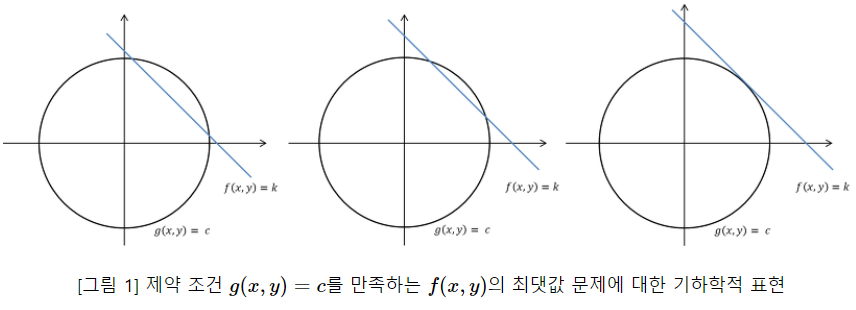 f(x, y) = k
g(x, y) = c
f(x, y) = k
g(x, y) = c
f(x, y) = k
g(x, y) = c
[그림 1] 제약 조건 g(x, y) = c를 만족하는 f(x, y)의 최댓값 문제에 대한 기하학적 표현